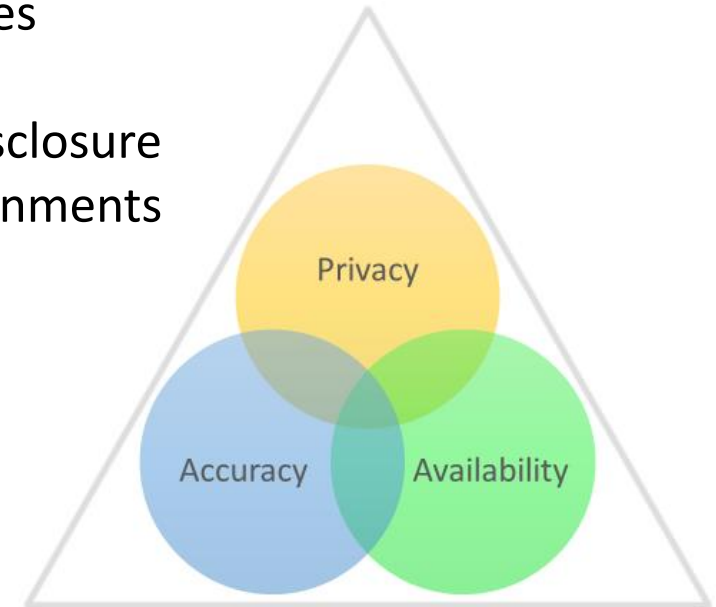 es
sclosure
nments
Privacy
Accuracy Availability